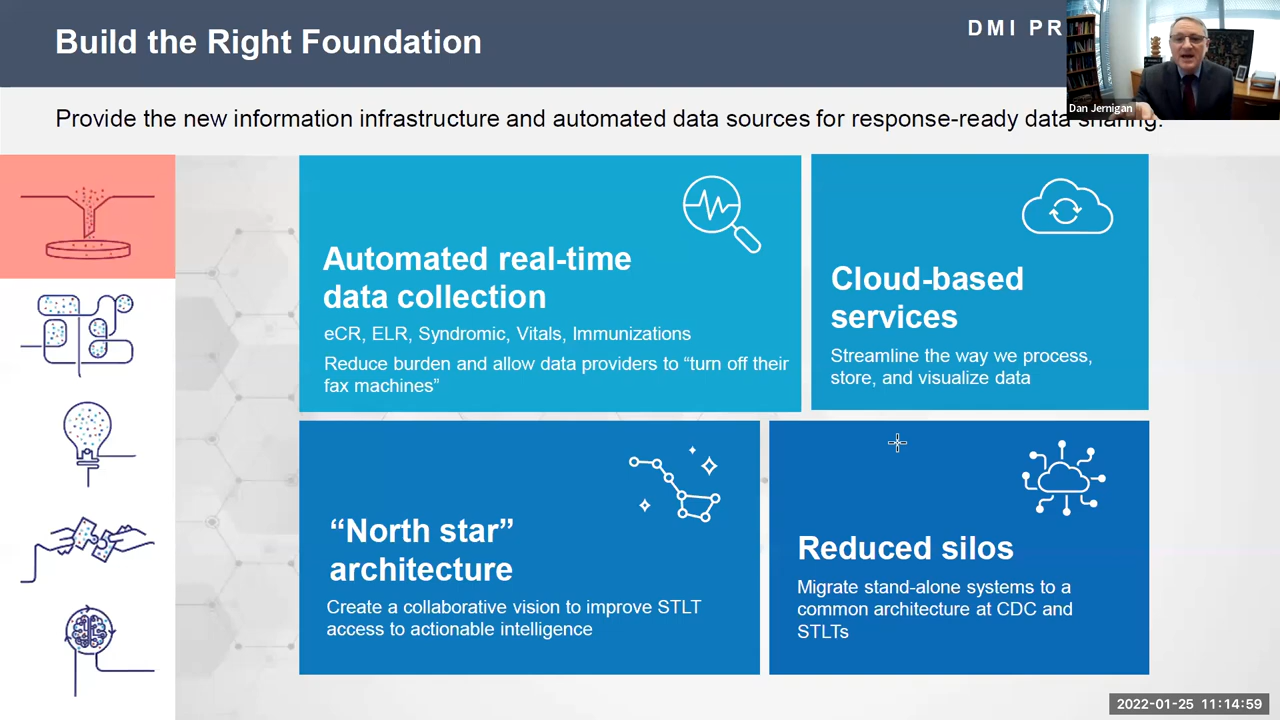 Build the Right Foundation
DMI PR
Dan Jernigan
Provide the new information infrastructure and automated data sources for response-ready data sharing.
Automated real-time
data collection
eCR, ELR, Syndromic, Vitals, Immunizations
Reduce burden and allow data providers to “turn off their
fax machines”
Cloud-based
services
Streamline the way we process,
store, and visualize data
“North star”
architecture
Create a collaborative vision to improve STLT
access to actionable intelligence
Reduced silos
Migrate stand-alone systems to a
common architecture at CDC and
STLTs
2022-01-25 11:14:59